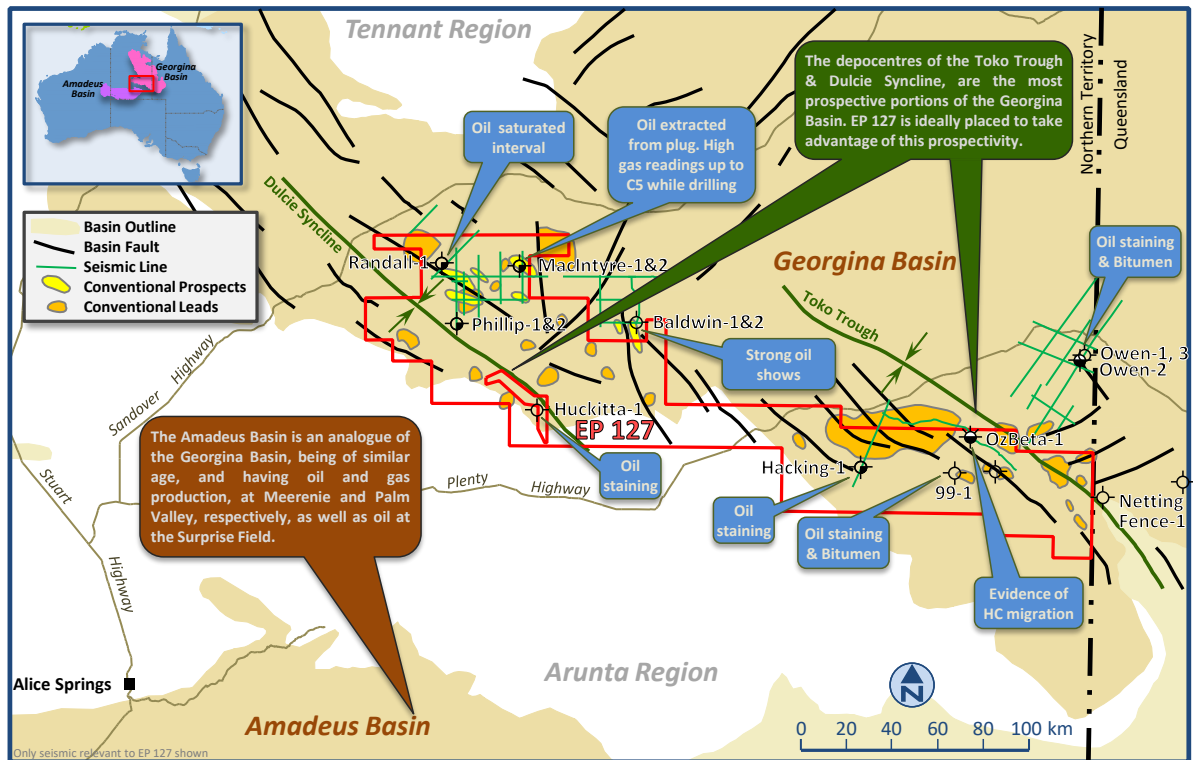 Tennant Region
Georgina
Basin
Amadeus
Basin
The depocentres of the Toko Trough
& Dulcie Syncline, are the most
prospective portions of the Georgina
Basin. EP 127 is ideally placed to take
advantage of this prospectivity.
Northern Territory
Queensland
Oil saturated
interval
Oil extracted
from plug. High
gas readings up to
C5 while drilling
Dulcie Syncline
Basin Outline
Basin Fault
Seismic Line
Conventional Prospects
Conventional Leads
Oil staining
& Bitumen
Randall-1
MacIntyre-1&2
Georgina Basin
Toko Trough
Phillip-1&2
Baldwin-1&2
Strong oil
shows
Owen-1, 3
Owen-2
Sandover Highway
Huckitta-1
EP 127
OzBeta-1
Hacking-1
99-1
Netting
Fence-1
The Amadeus Basin is an analogue of
the Georgina Basin, being of similar
age, and having oil and gas
production, at Meerenie and Palm
Valley, respectively, as well as oil at
the Surprise Field.
Oil
staining
Plenty Highway
Stuart
Highway
Oil
staining
Oil staining
& Bitumen
Evidence of
HC migration
Arunta Region
Alice Springs
Amadeus Basin
N
0 20 40 60 80 100 km
Only seismic relevant to EP 127 shown